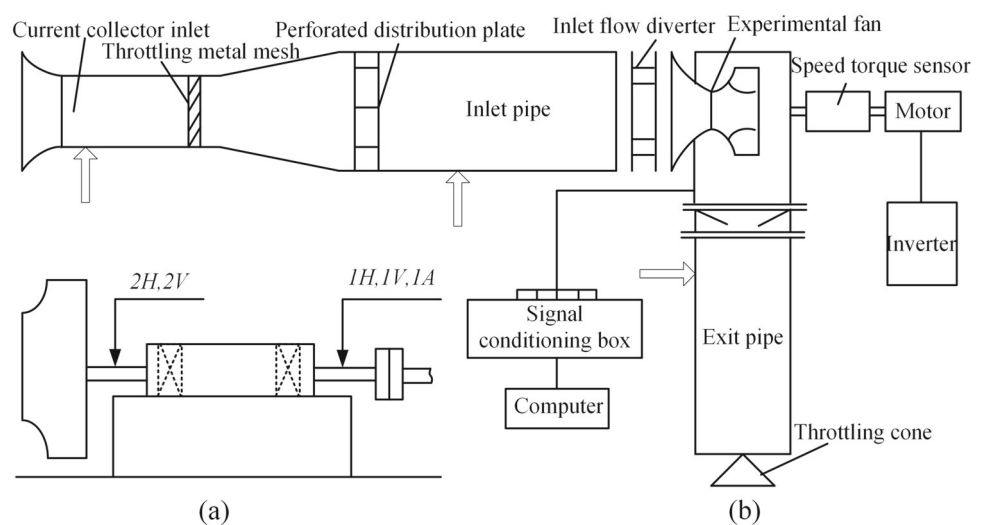 Current collector inlet
Throttling metal mesh
Perforated distribution plate
Inlet flow diverter
Experimental fan
Speed torque sensor
Inlet pipe
Motor
Inverter
2H,2V
1H,1V,1A
Signal
conditioning box
Exit pipe
Computer
Throttling cone
(a)
(b)